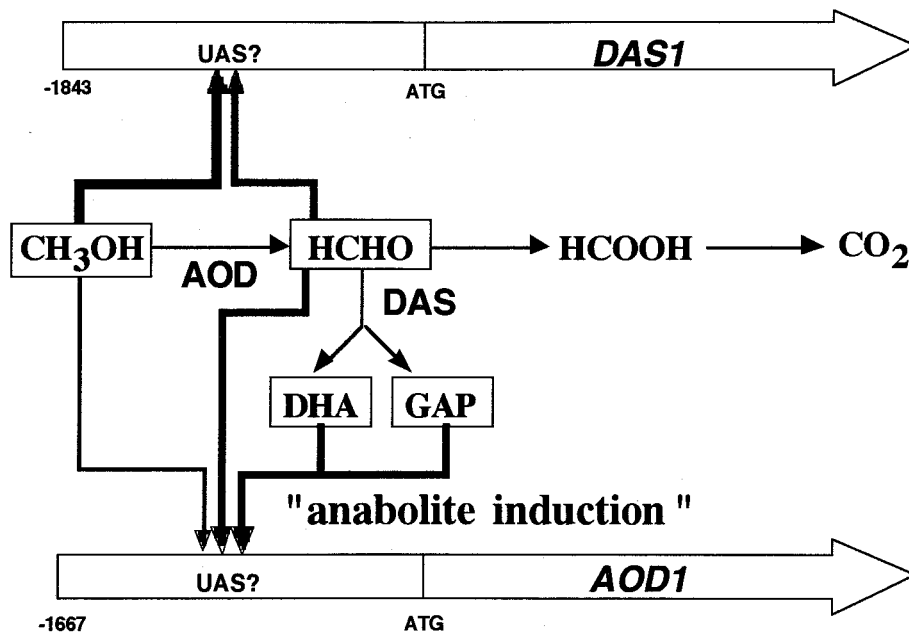 UAS?
DAS1
-1843
ATG
CH3OH
AOD
HCHO
HCOOH
CO2
DAS
DHA
GAP
"anabolite induction"
UAS?
AOD1
-1667
ATG